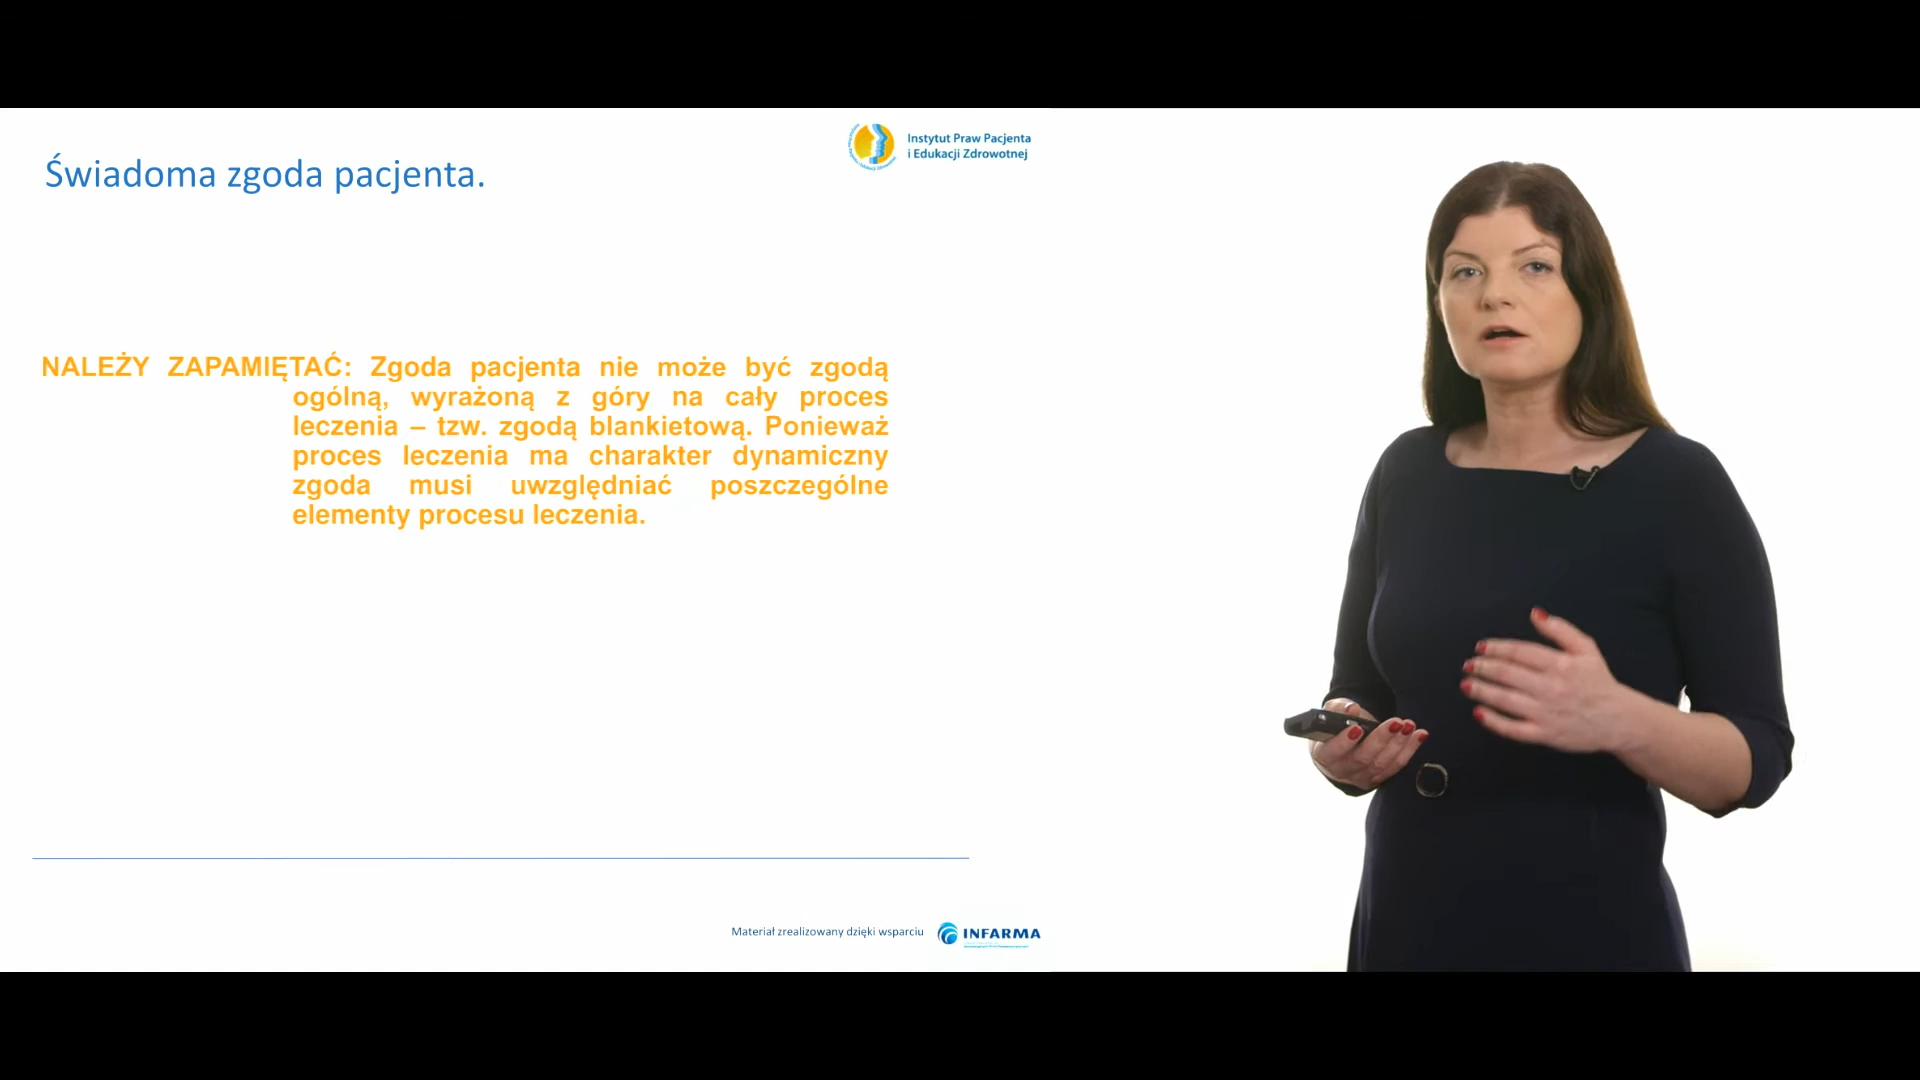 Instytut Praw Pacjenta
i Edukacji Zdrowotnej
Świadoma zgoda pacjenta.
NALEŻY ZAPAMIĘTAĆ: Zgoda pacjenta nie może być zgodą
ogólną, wyrażoną z góry na cały proces
leczenia – tzw. zgodą blankietową. Ponieważ
proces leczenia ma charakter dynamiczny
zgoda musi uwzględniać poszczególne
elementy procesu leczenia.
Materiał zrealizowany dzięki wsparciu
INFARMA